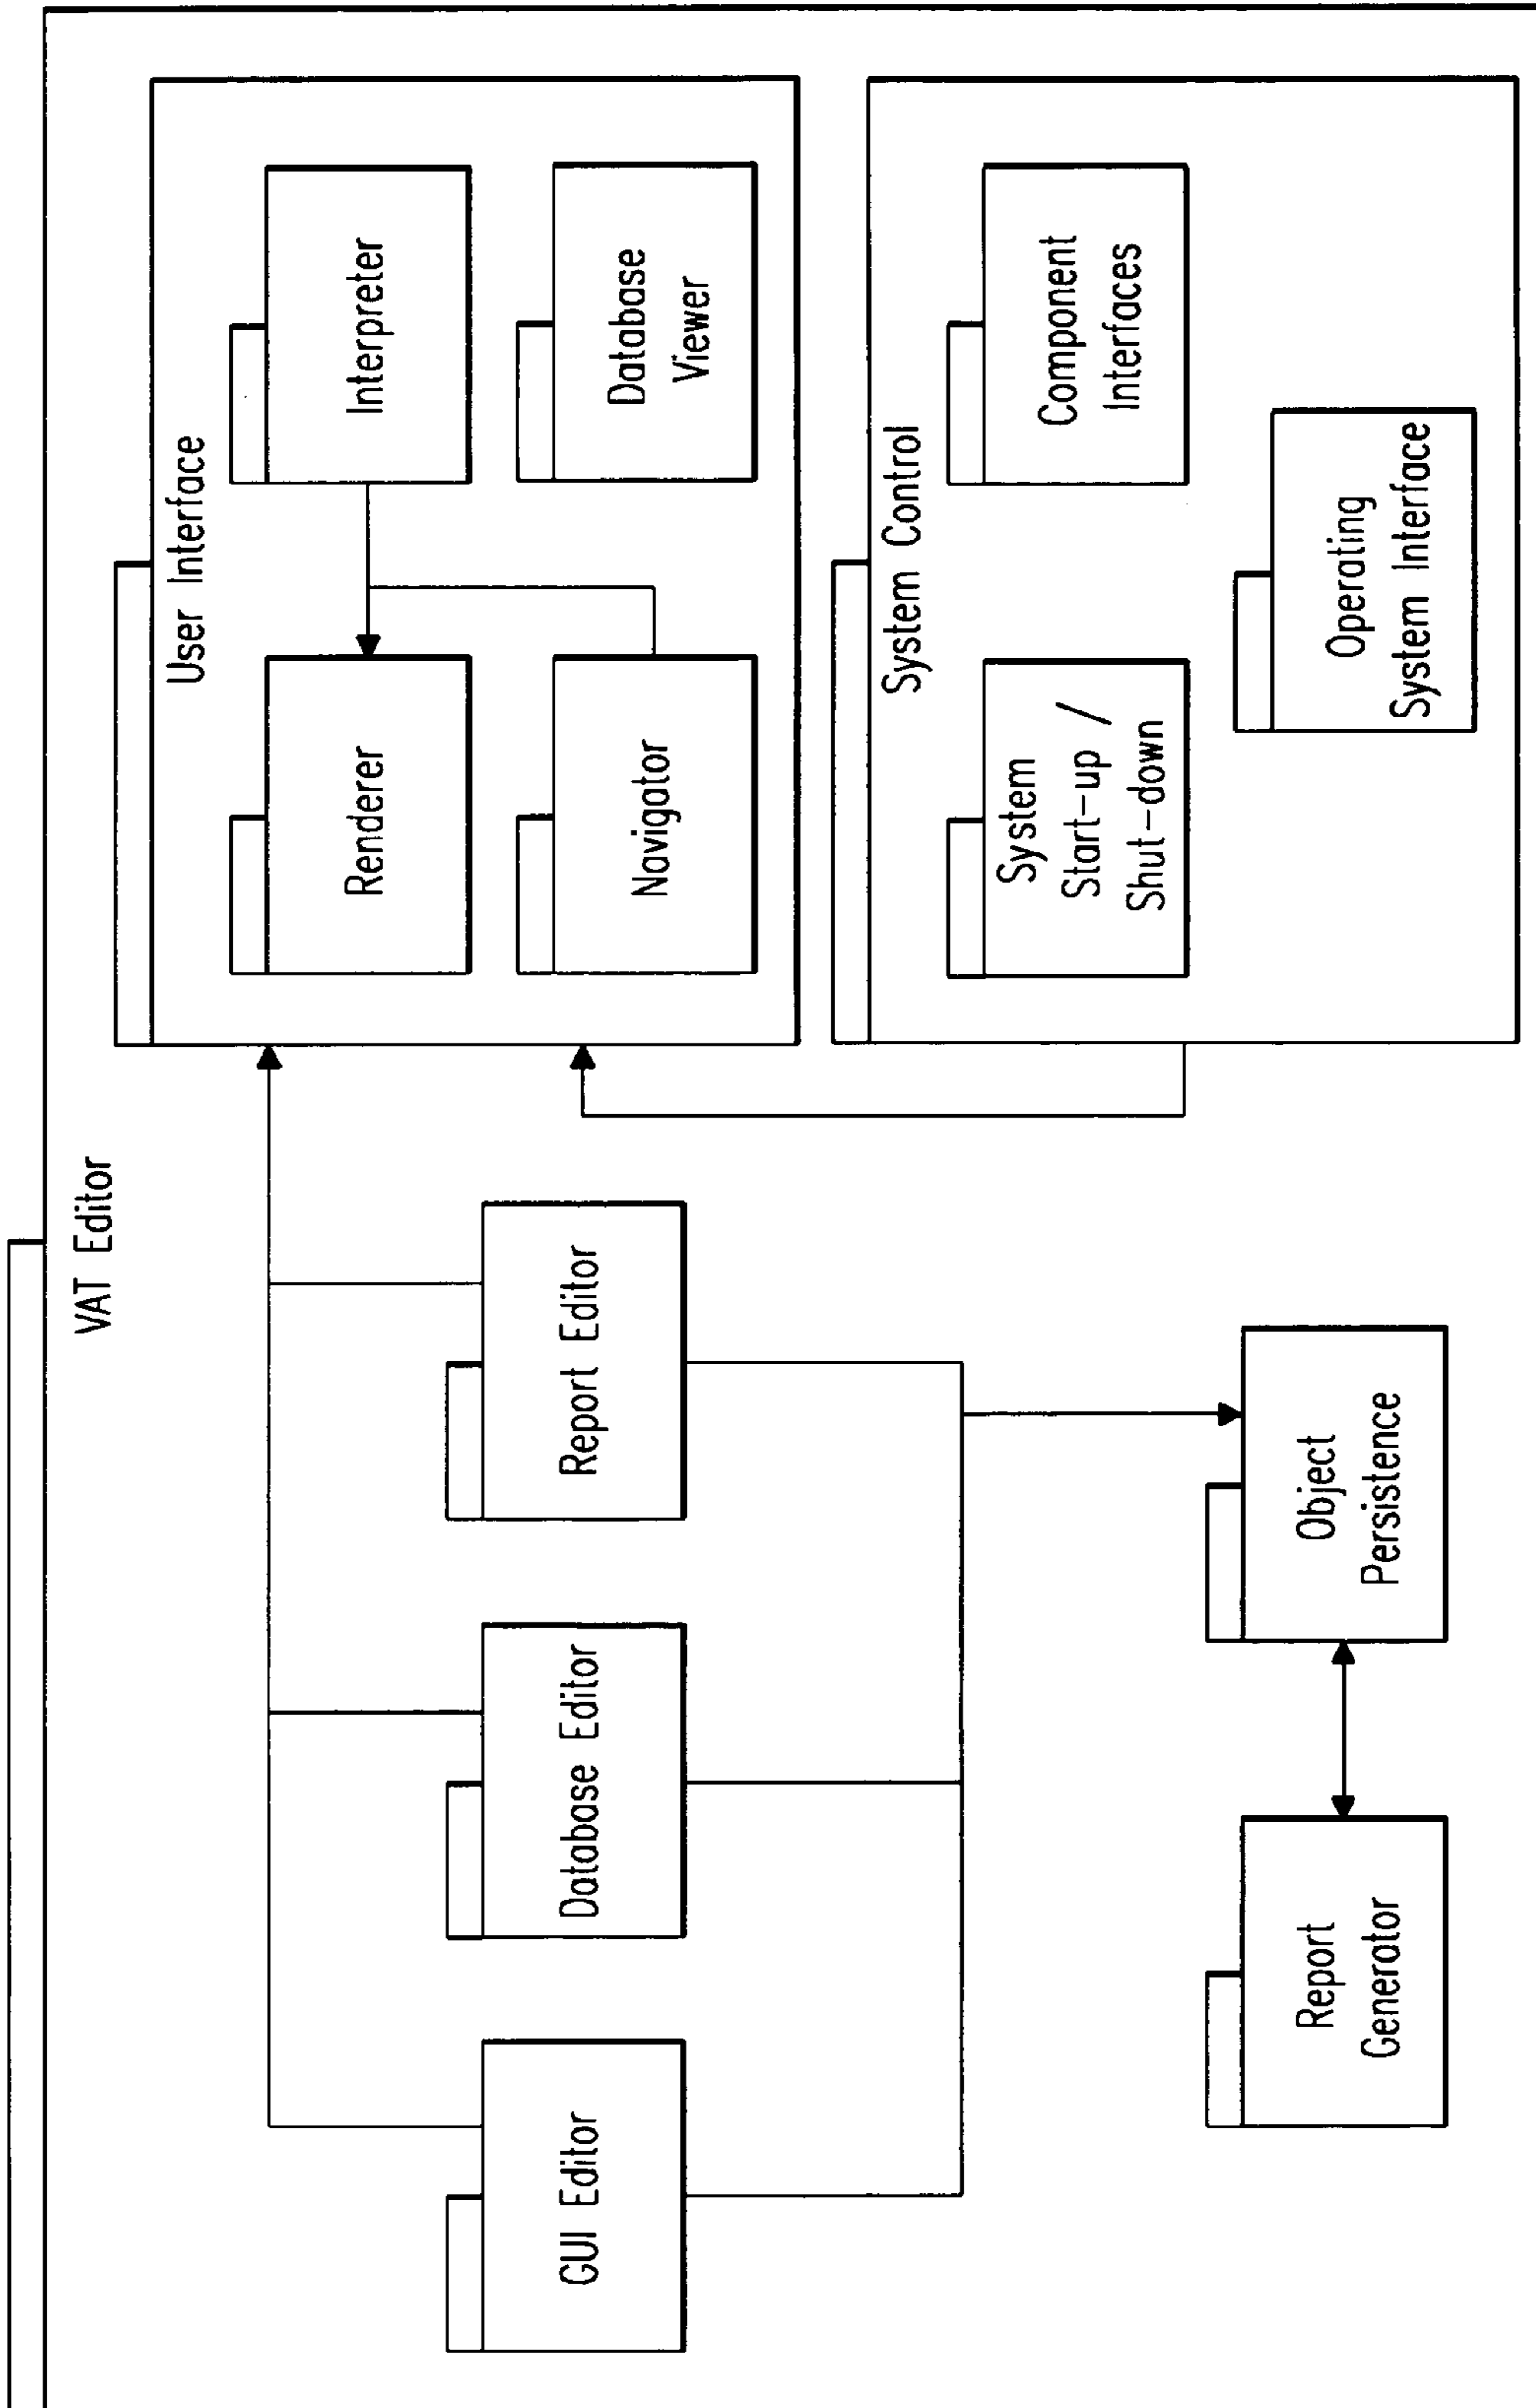 VAT Editor
GUI Editor
Database Editor
Report Editor
Report
Generator
Object
Persistence
User Interface
Renderer
Interpreter
Navigator
Database
Viewer
System Control
System
Start-up /
Shut-down
Component
Interfaces
Operating
System Interface